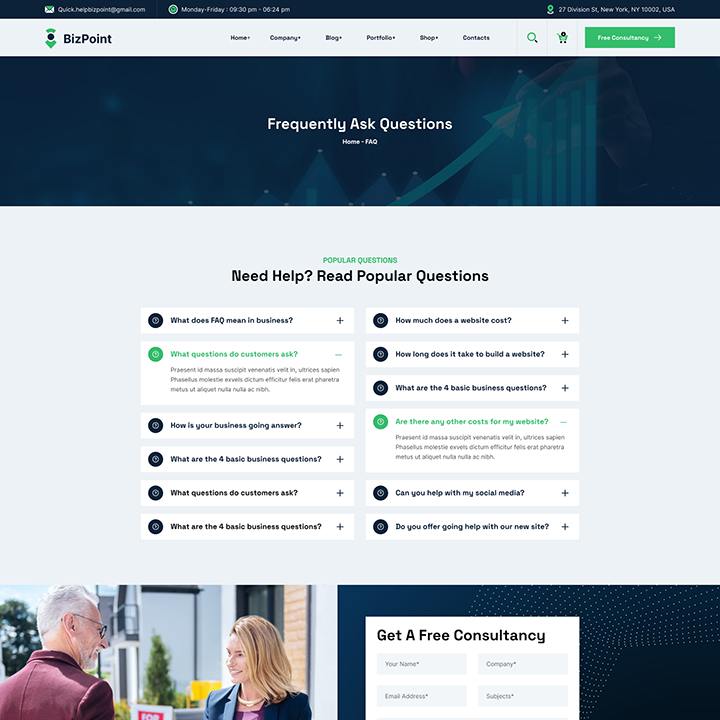 Quick.helpbizpoint@gmail.com
Monday-Friday : 09:30 pm - 06:24 pm
27 Division St, New York, NY 10002, USA
BizPoint
Home+
Company+
Blog+
Portfolio+
Shop+
Contacts
0
Free Consultancy
Frequently Ask Questions
Home - FAQ
POPULAR QUESTIONS
Need Help? Read Popular Questions
What does FAQ mean in business?
What questions do customers ask?
Praesent id massa suscipit venenatis velit in, ultrices sapien
Phasellus molestie exvels dictum efficitur felis erat pharetra
metus ut aliquet nulla nulla ac nibh.
How is your business going answer?
What are the 4 basic business questions?
What questions do customers ask?
What are the 4 basic business questions?
How much does a website cost?
How long does it take to build a website?
What are the 4 basic business questions?
Are there any other costs for my website?
Praesent id massa suscipit venenatis velit in, ultrices sapien
Phasellus molestie exvels dictum efficitur felis erat pharetra
metus ut aliquet nulla nulla ac nibh.
Can you help with my social media?
Do you offer going help with our new site?
FOR
Get A Free Consultancy
Your Name*
Company*
Email Address*
Subjects*